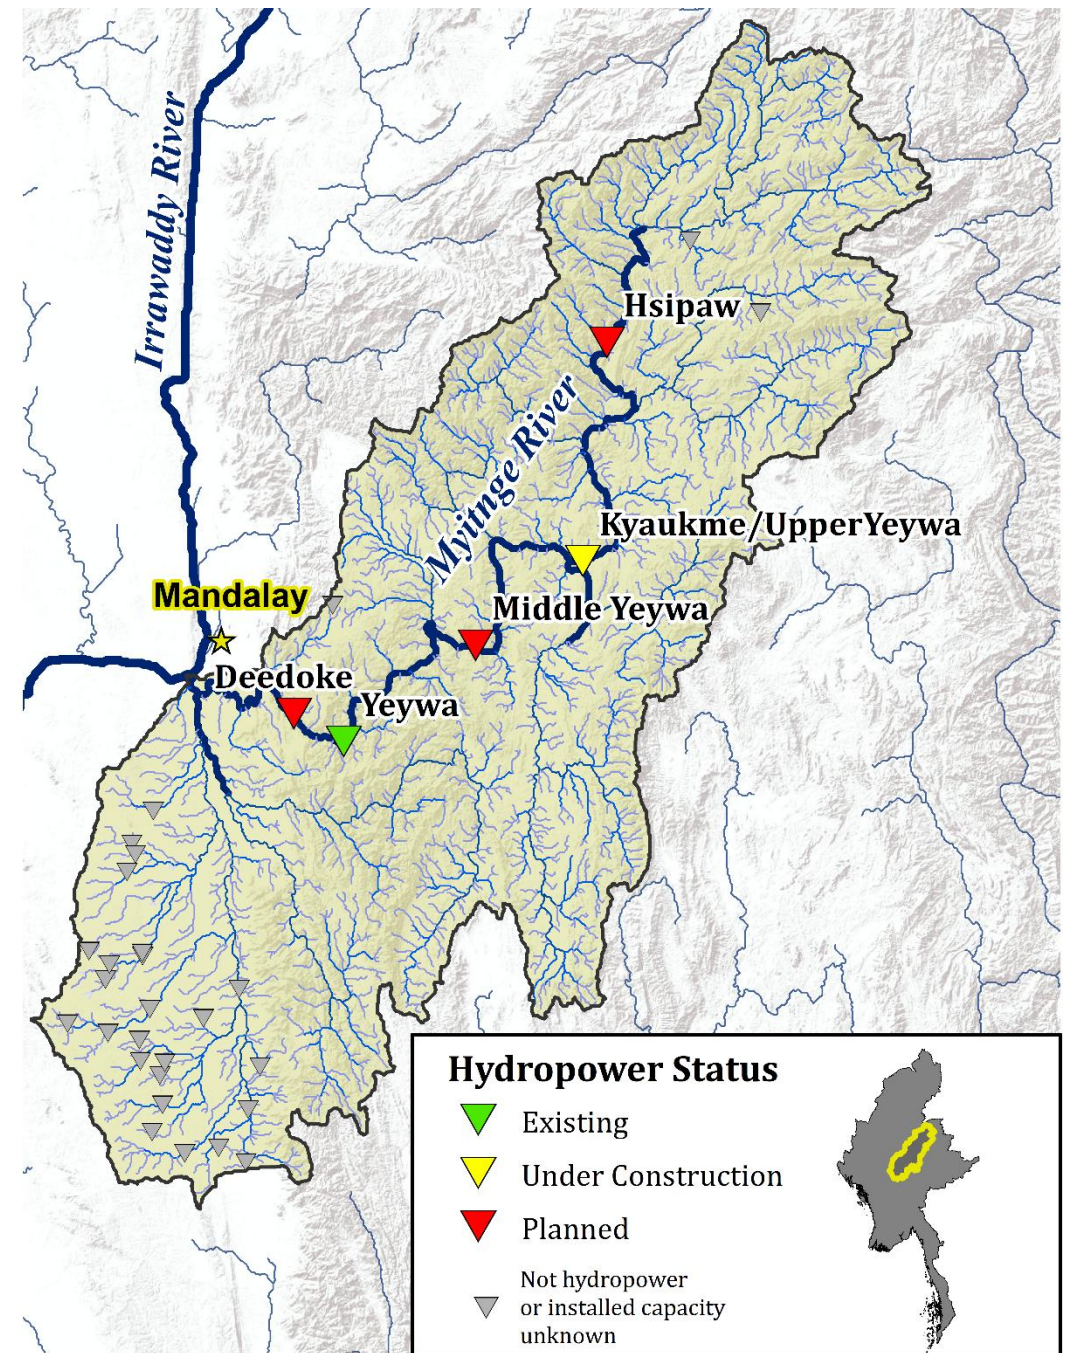 Irrawaddy River
Hsipaw
Myitnge River
Kyaukme/UpperYeywa
Mandalay
Middle Yeywa
Deedoke
Yeywa
Hydropower Status
Existing
Under Construction
Planned
Not hydropower
or installed capacity
unknown